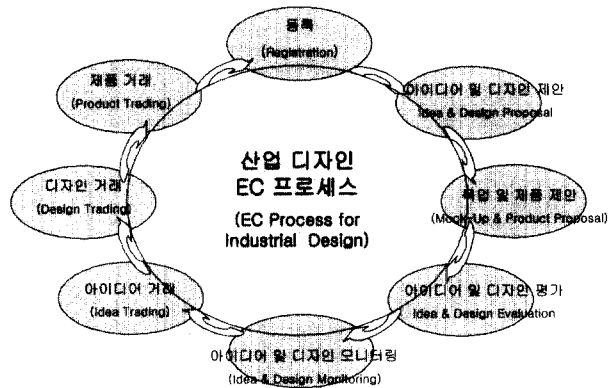 등록
(Registration)
아이디어 및 디자인 제안
Idea & Design Proposal
목업 및 제품 제안
(Mock-Up & Product Proposal)
아이디어 및 디자인 평가
Idea & Design Evaluation
아이디어 및 디자인 모니터링
(Idea & Design Monitoring)
아이디어 거래
(Idea Trading)
디자인 거래
(Design Trading)
제품 거래
(Product Trading)
산업 디자인
EC 프로세스
(EC Process for
Industrial Design)